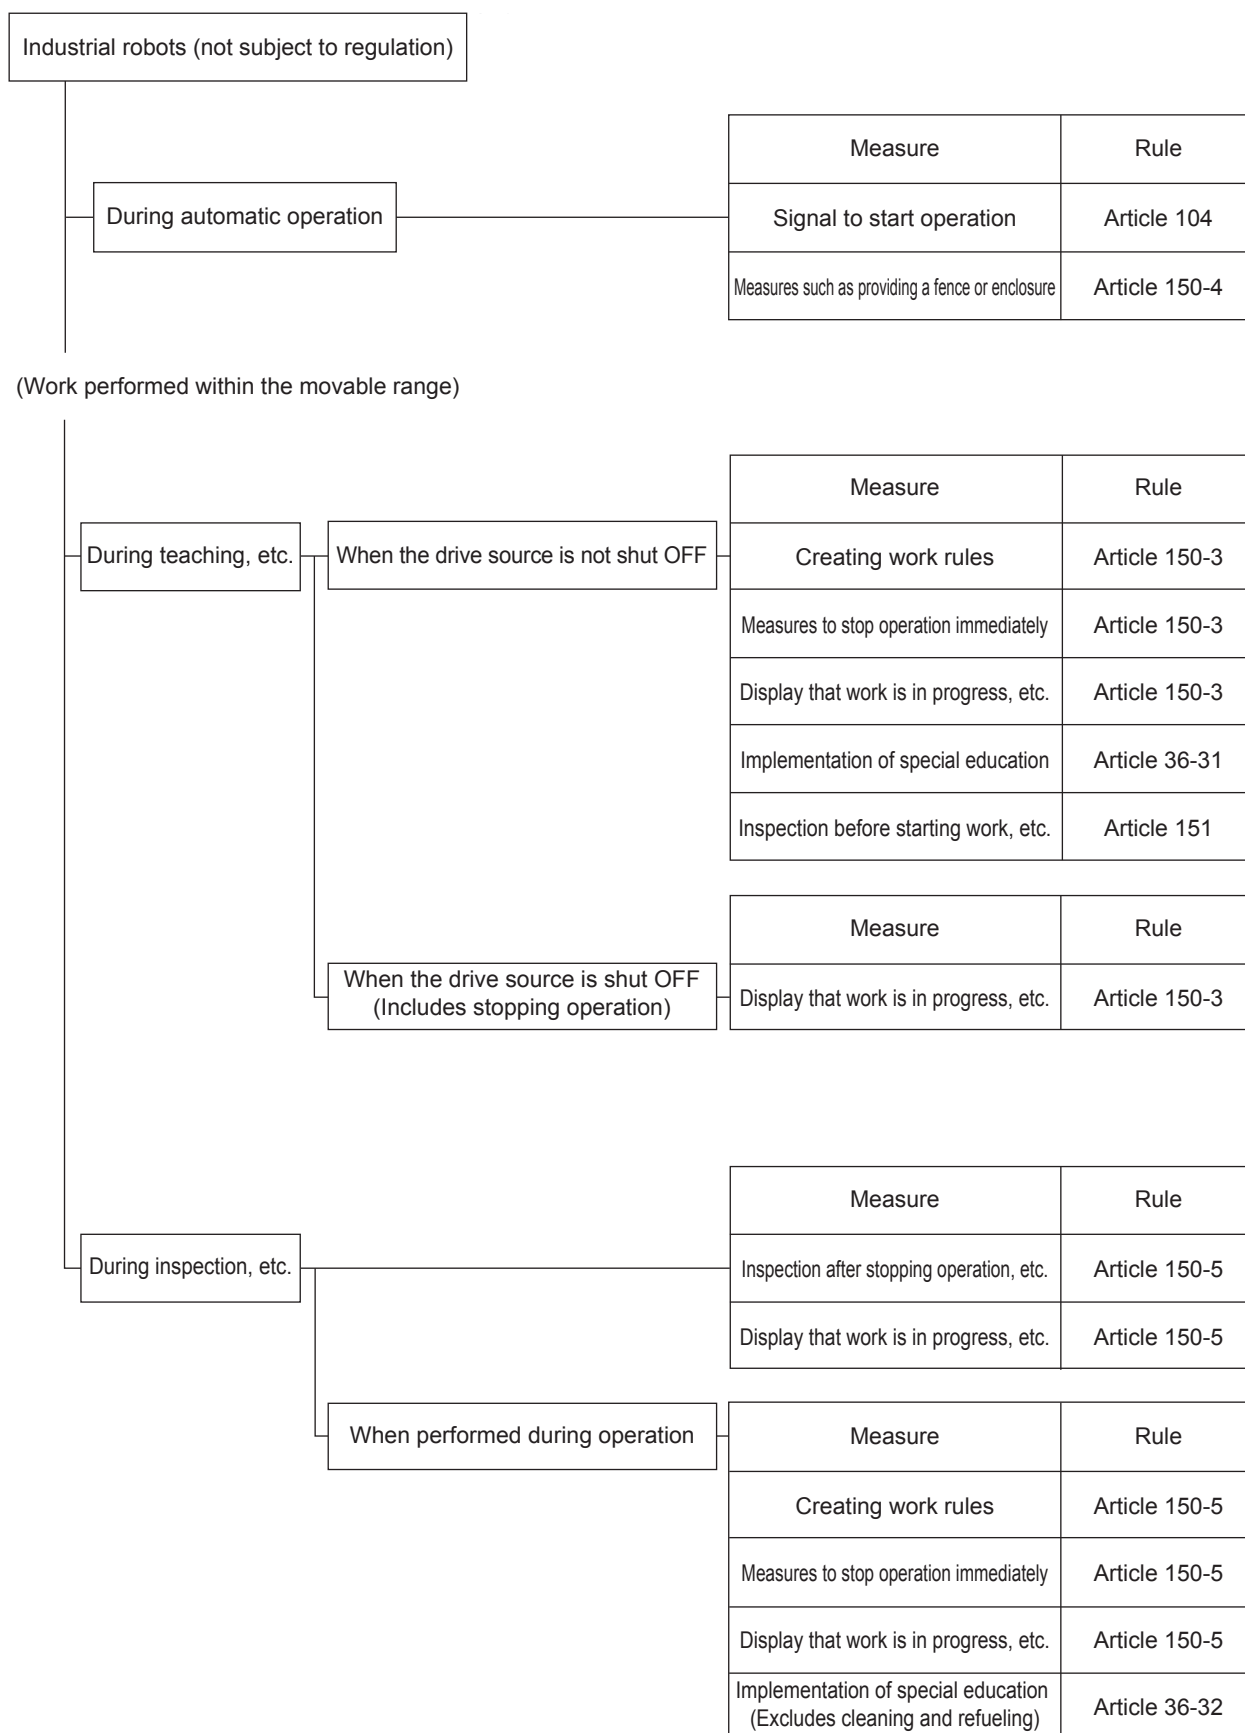 Industrial robots (not subject to regulation)
Measure Rule
During automatic operation Signal to start operation Article 104
Measures such as providing a fence or enclosure Article 150-4
(Work performed within the movable range)
Measure Rule
During teaching, etc. When the drive source is not shut OFF Creating work rules Article 150-3
Measures to stop operation immediately Article 150-3
Display that work is in progress, etc. Article 150-3
Implementation of special education Article 36-31
Inspection before starting work, etc. Article 151
Measure Rule
When the drive source is shut OFF
(Includes stopping operation)
Display that work is in progress, etc. Article 150-3
Measure Rule
During inspection, etc. Inspection after stopping operation, etc. Article 150-5
Display that work is in progress, etc. Article 150-5
When performed during operation Measure Rule
Creating work rules Article 150-5
Measures to stop operation immediately Article 150-5
Display that work is in progress, etc. Article 150-5
Implementation of special education
(Excludes cleaning and refueling)
Article 36-32